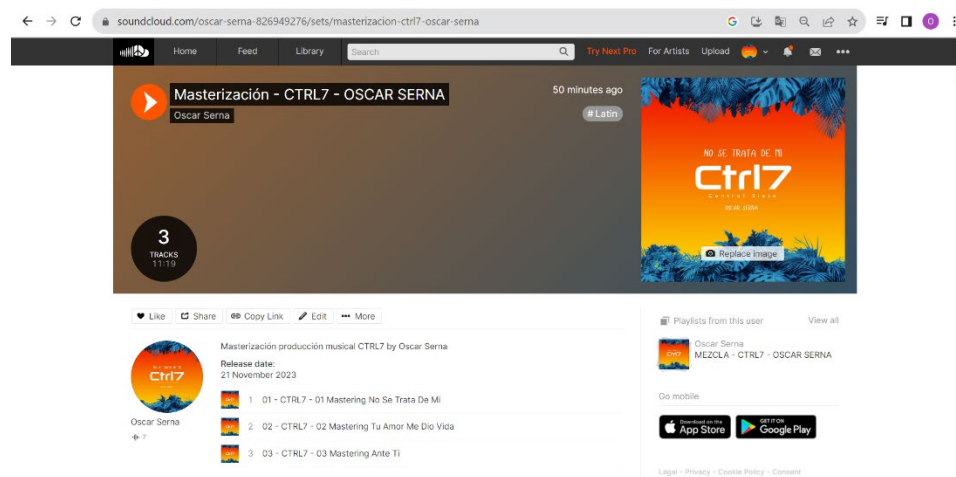 soundcloud.com/oscar-serna-826949276/sets/masterizacion-ctrl7-oscar-serna
Home Feed Library Search Try Next Pro For Artists Upload
Masterización - CTRL7 - OSCAR SERNA
50 minutes ago
Oscar Serna
# Latin
NO SE TRATA DE MI
Ctrl7
Control Siete
OSCAR SERNA
3
TRACKS
11:19
Replace image
Like Share Copy Link Edit More
Playlists from this user View all
Masterización producción musical CTRL7 by Oscar Serna
Release date:
21 November 2023
Oscar Serna
MEZCLA - CTRL7 - OSCAR SERNA
Ctrl7
1 01 - CTRL7 - 01 Mastering No Se Trata De Mi
Go mobile
Oscar Serna
7
2 02 - CTRL7 - 02 Mastering Tu Amor Me Dio Vida
Download on the App Store
GET IT ON Google Play
3 03 - CTRL7 - 03 Mastering Ante Ti
Legal - Privacy - Cookie Policy - Consent